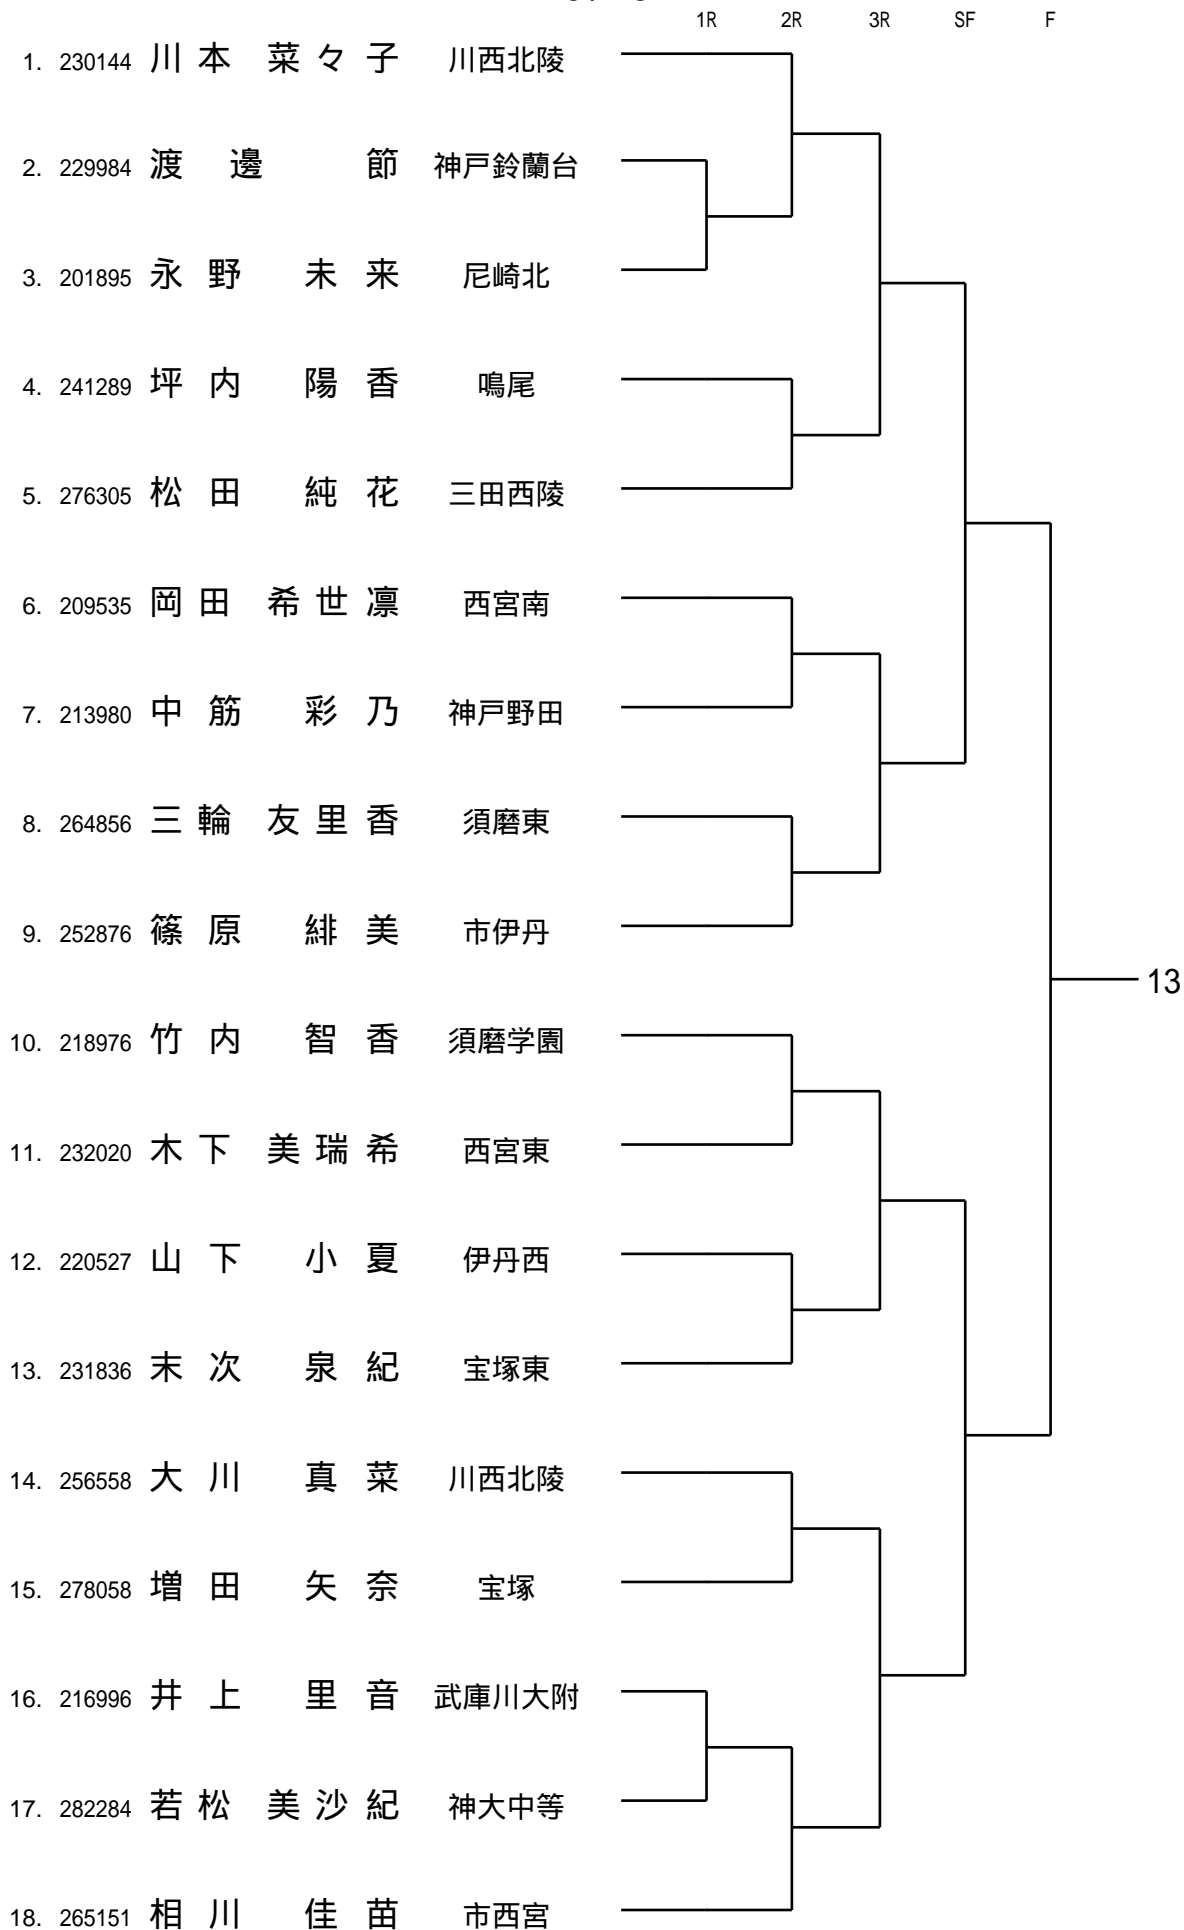 1R 2R 3R SF F
1. 230144 川本 菜々子 川西北陵
2. 229984 渡邊 節 神戸鈴蘭台
3. 201895 永野 未来 尼崎北
4. 241289 坪内 陽香 鳴尾
5. 276305 松田 純花 三田西陵
6. 209535 岡田 希世凛 西宮南
7. 213980 中筋 彩乃 神戸野田
8. 264856 三輪 友里香 須磨東
9. 252876 篠原 緋美 市伊丹
13
10. 218976 竹内 智香 須磨学園
11. 232020 木下 美瑞希 西宮東
12. 220527 山下 小夏 伊丹西
13. 231836 末次 泉紀 宝塚東
14. 256558 大川 真菜 川西北陵
15. 278058 増田 矢奈 宝塚
16. 216996 井上 里音 武庫川大附
17. 282284 若松 美沙紀 神大中等
18. 265151 相川 佳苗 市西宮